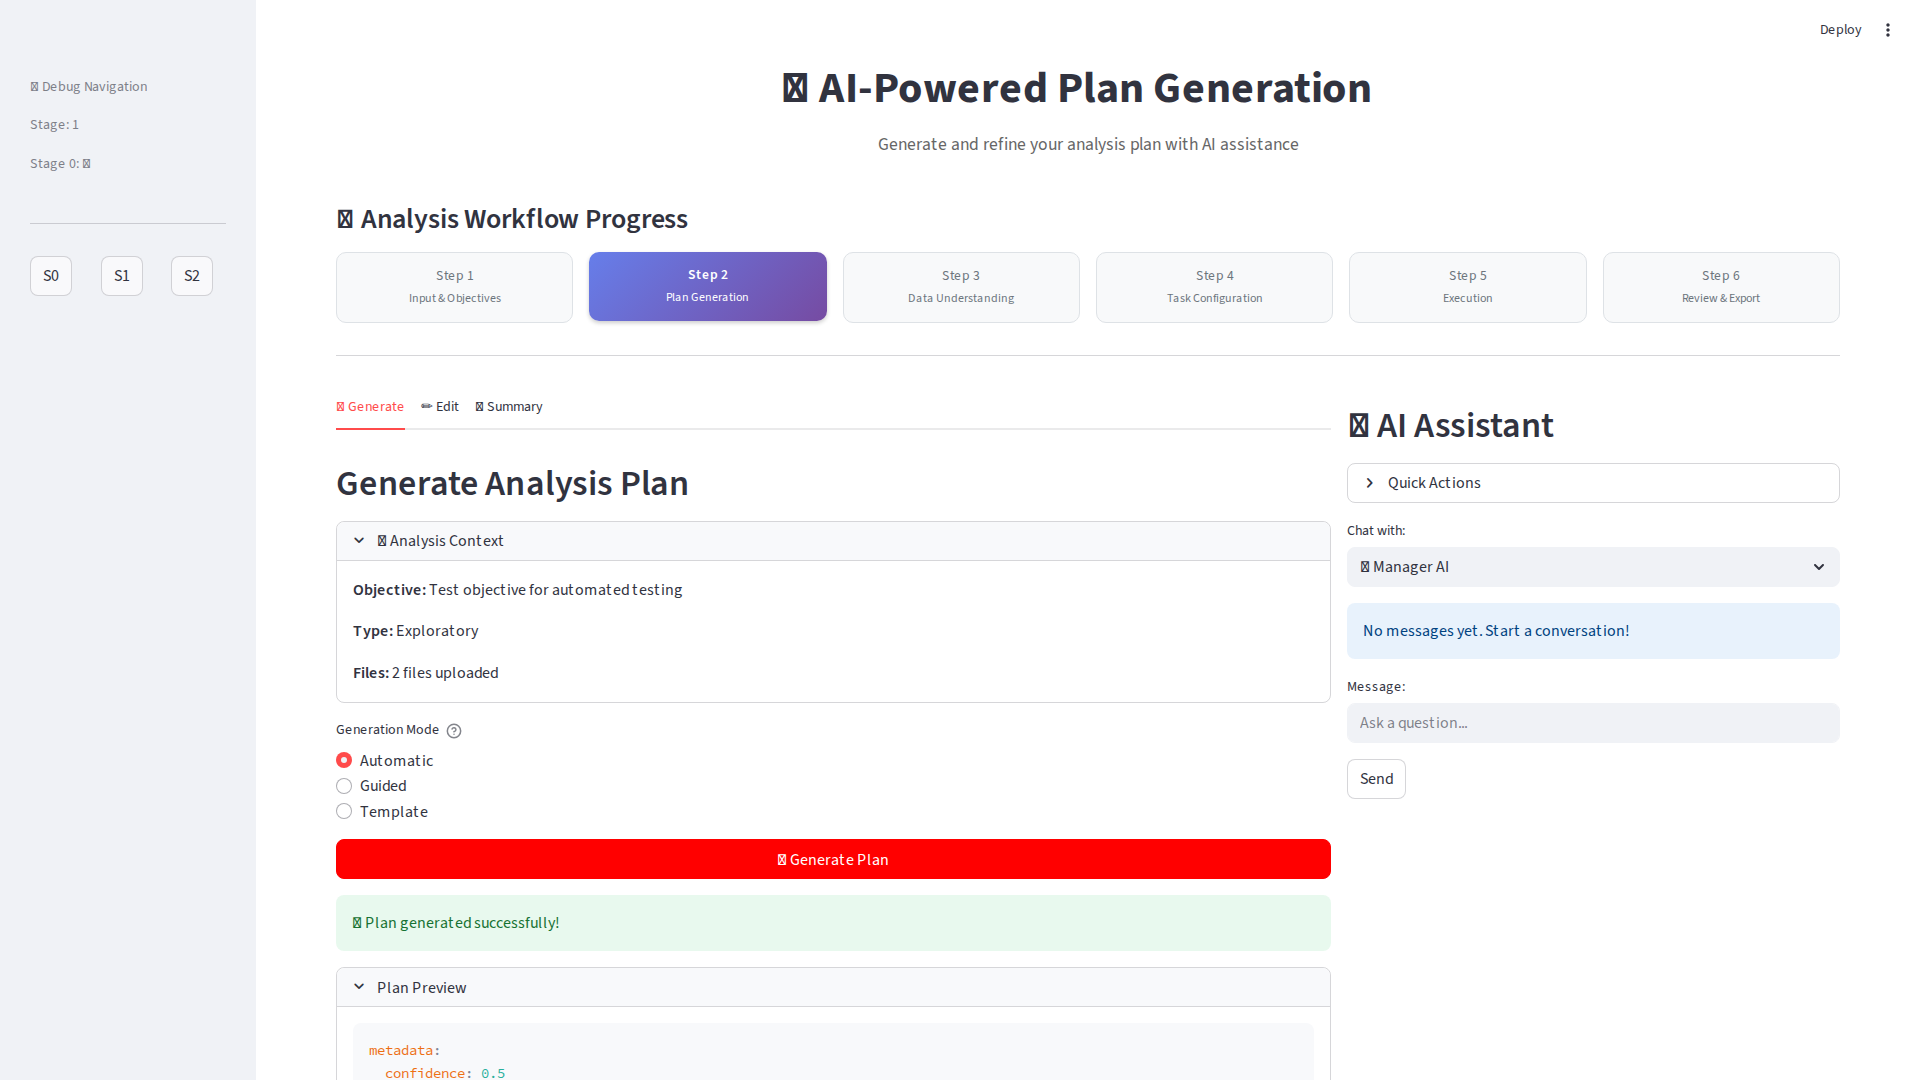 Debug Navigation
Stage: 1
Stage 0:
S0 S1 S2
Deploy
AI-Powered Plan Generation
Generate and refine your analysis plan with AI assistance
Analysis Workflow Progress
Step 1
Input & Objectives
Step 2
Plan Generation
Step 3
Data Understanding
Step 4
Task Configuration
Step 5
Execution
Step 6
Review & Export
Generate ✏ Edit Summary
Generate Analysis Plan
Analysis Context
Objective: Test objective for automated testing
Type: Exploratory
Files: 2 files uploaded
Generation Mode
Automatic
Guided
Template
Generate Plan
Plan generated successfully!
Plan Preview
metadata:
confidence: 0.5
AI Assistant
Quick Actions
Chat with:
Manager AI
No messages yet. Start a conversation!
Message:
Ask a question...
Send